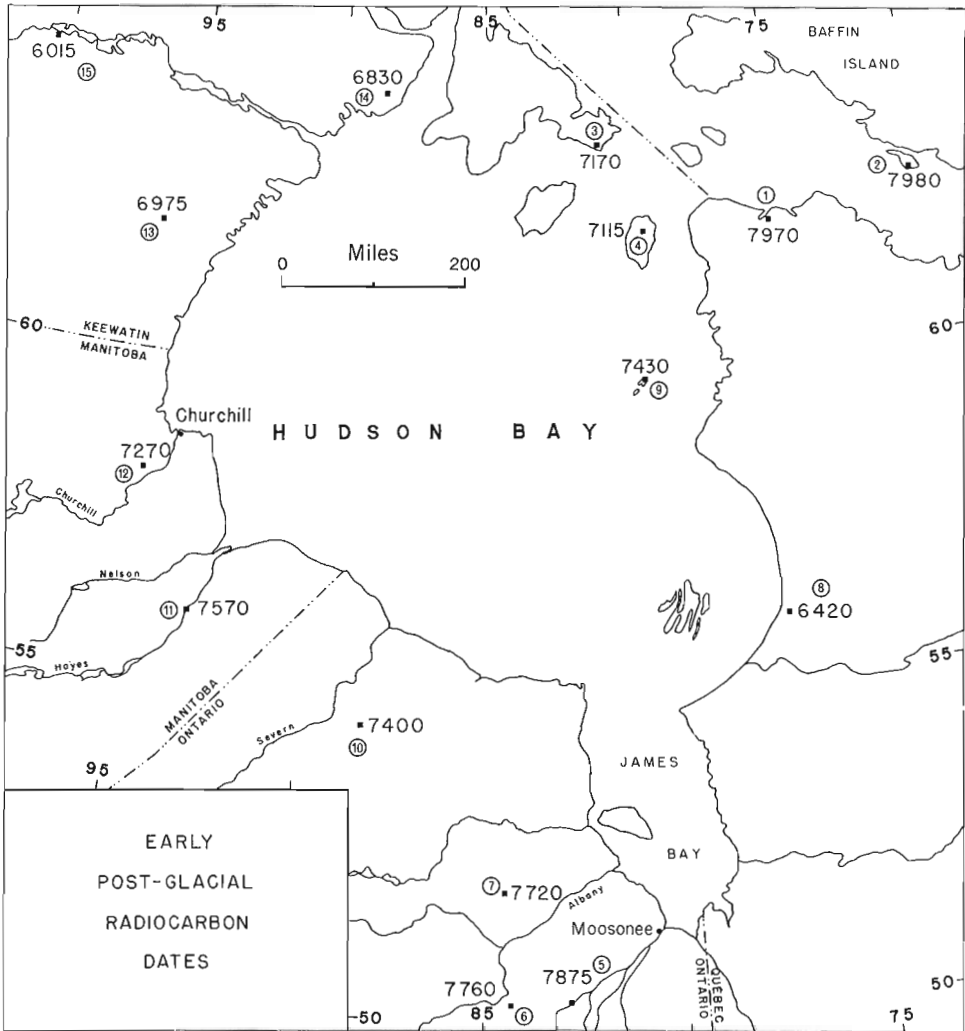 95
85
75
BAFFIN
ISLAND
6015
15
6830
14
3
7170
2
7980
1
7970
6975
13
7115
4
Miles
0
200
60
KEEWATIN
MANITOBA
60
7430
9
Churchill
HUDSON BAY
7270
12
Churchill
Nelson
8
6420
11
7570
55
Hayes
55
MANITOBA
ONTARIO
Severn
7400
10
JAMES
95
BAY
EARLY
POST-GLACIAL
RADIOCARBON
DATES
7
7720
Albany
Moosonee
5
7875
7760
6
QUÉBEC
ONTARIO
50
50
85
75